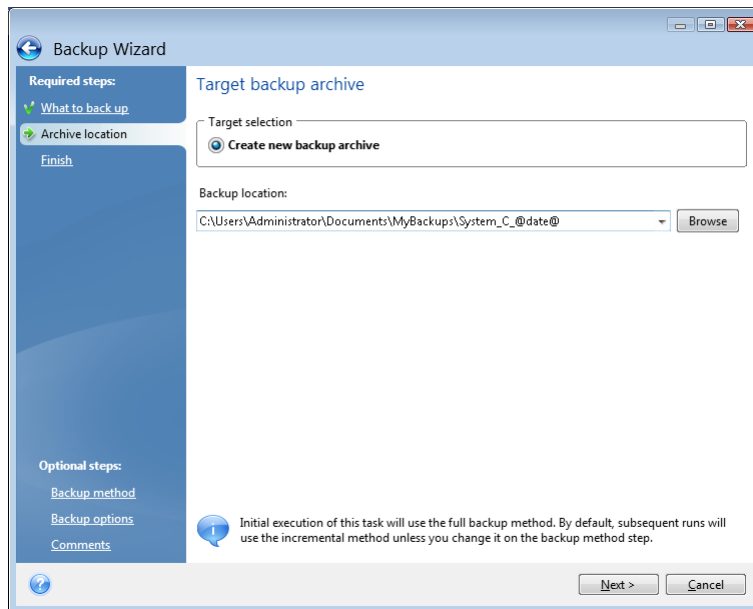 Backup Wizard
Required steps:
What to back up
Archive location
Finish
Target backup archive
Target selection
Create new backup archive
Backup location:
C:\Users\Administrator\Documents\MyBackups\System_C_@date@
Browse
Optional steps:
Backup method
Backup options
Comments
Initial execution of this task will use the full backup method. By default, subsequent runs will
use the incremental method unless you change it on the backup method step.
Next >
Cancel